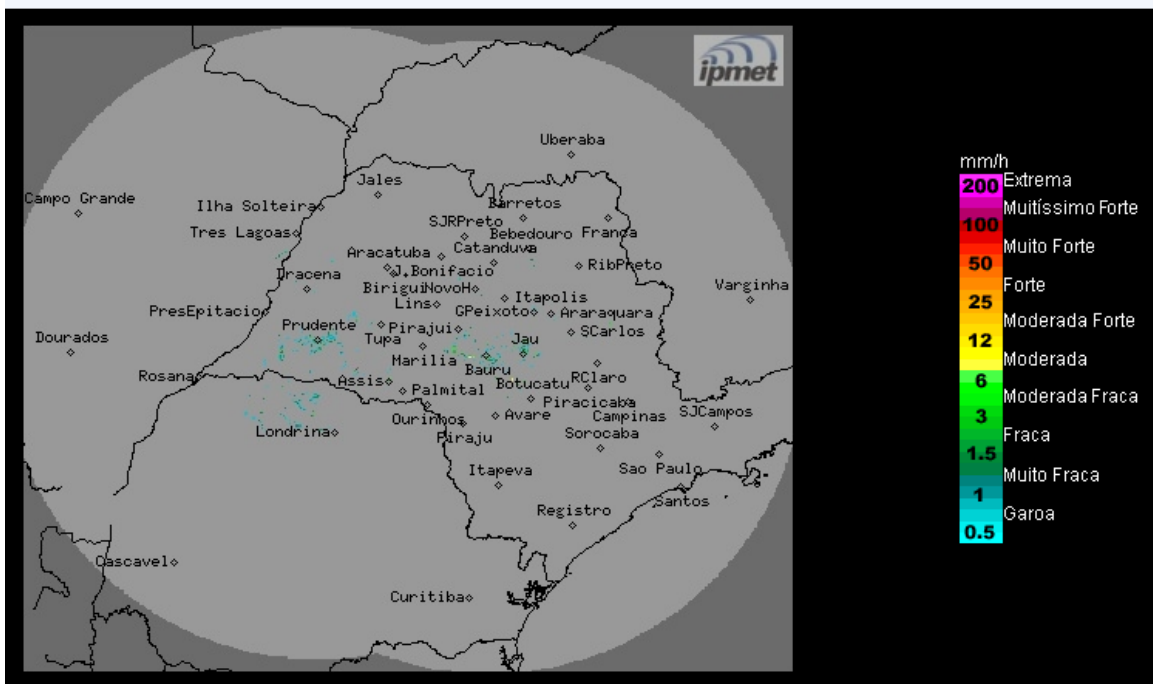 ipmet
Uberaba
mm/h
200 Extrema
Jales
Campo Grande
Ilha Solteira
Barretos
Muitíssimo Forte
SJRPreto
100
Tres Lagoas
Bebedouro
Franca
Aracatuba
Catanduva
Muito Forte
J.Bonifacio
RibPreto
50
Dracena
Birigui
NovoH
Varginha
Forte
Lins
Itapolis
25
PresEpitacio
GPeixoto
Araraquara
Moderada Forte
Prudente
Pirajui
SCarlos
Dourados
Tupa
Jau
12
Marilia
Moderada
Bauru
Rosana
Assis
Botucatu
RClaro
6
Palmital
Moderada Fraca
Piracicaba
Ourinhos
Avare
Campinas
SJCampos
3
Londrina
Piraju
Sorocaba
Fraca
1.5
Itapeva
Sao Paulo
Muito Fraca
1
Santos
Registro
Garoa
0.5
Cascavel
Curitiba